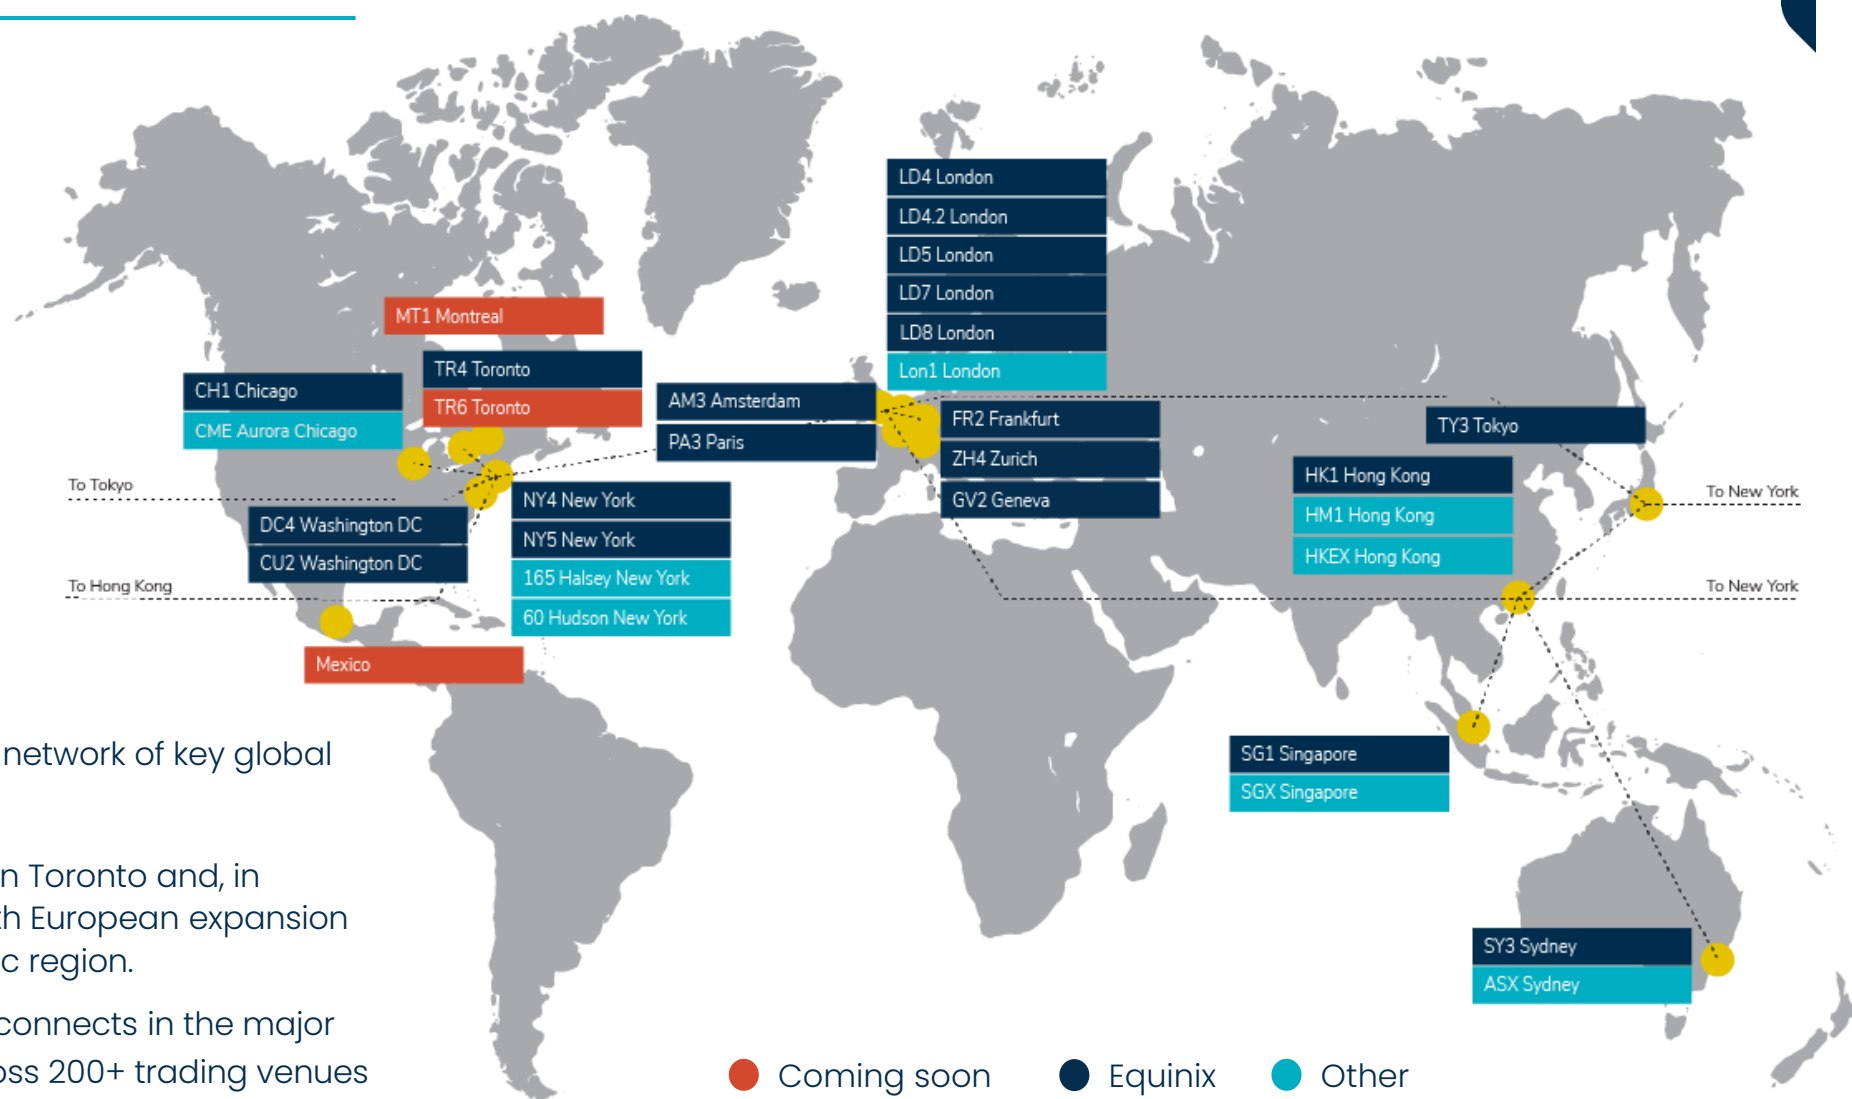 LD4 London
LD4.2 London
LD5 London
LD7 London
LD8 London
Lon1 London
MT1 Montreal
TR4 Toronto
TR6 Toronto
CH1 Chicago
CME Aurora Chicago
AM3 Amsterdam
PA3 Paris
FR2 Frankfurt
ZH4 Zurich
GV2 Geneva
TY3 Tokyo
HK1 Hong Kong
HM1 Hong Kong
HKEX Hong Kong
To Tokyo
To New York
DC4 Washington DC
CU2 Washington DC
NY4 New York
NY5 New York
165 Halsey New York
60 Hudson New York
To Hong Kong
To New York
Mexico
SG1 Singapore
SGX Singapore
SY3 Sydney
ASX Sydney
network of key global
n Toronto and, in
th European expansion
c region.
connects in the major
oss 200+ trading venues
Coming soon
Equinix
Other